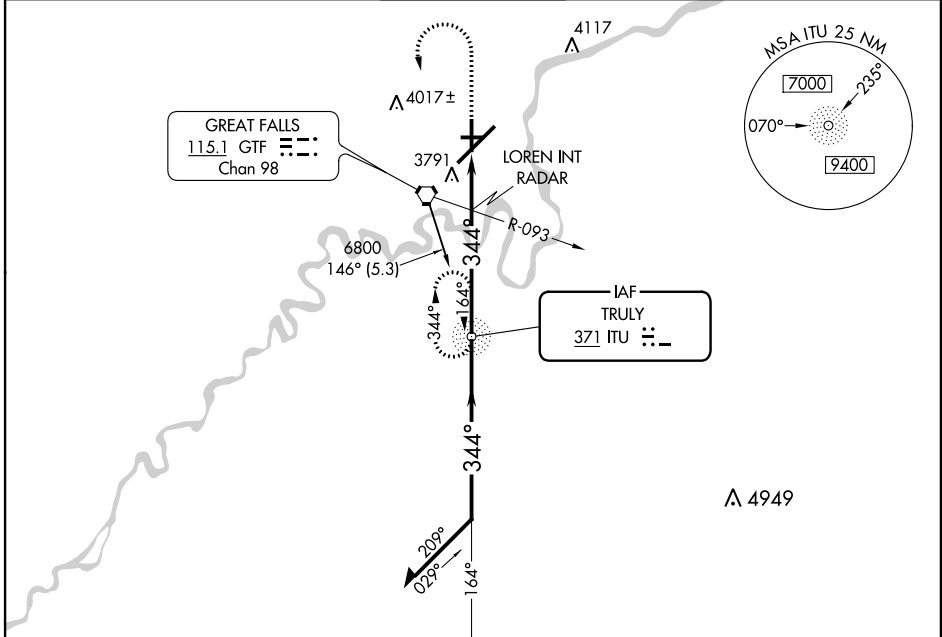 4117
MSA ITU 25 NM
7000
235°
070°
9400
4017±
GREAT FALLS
115.1 GTF
Chan 98
3791
LOREN INT
RADAR
R-093
344°
6800
146° (5.3)
344°
164°
IAF
TRULY
371 ITU
344°
4949
209°
029°
164°